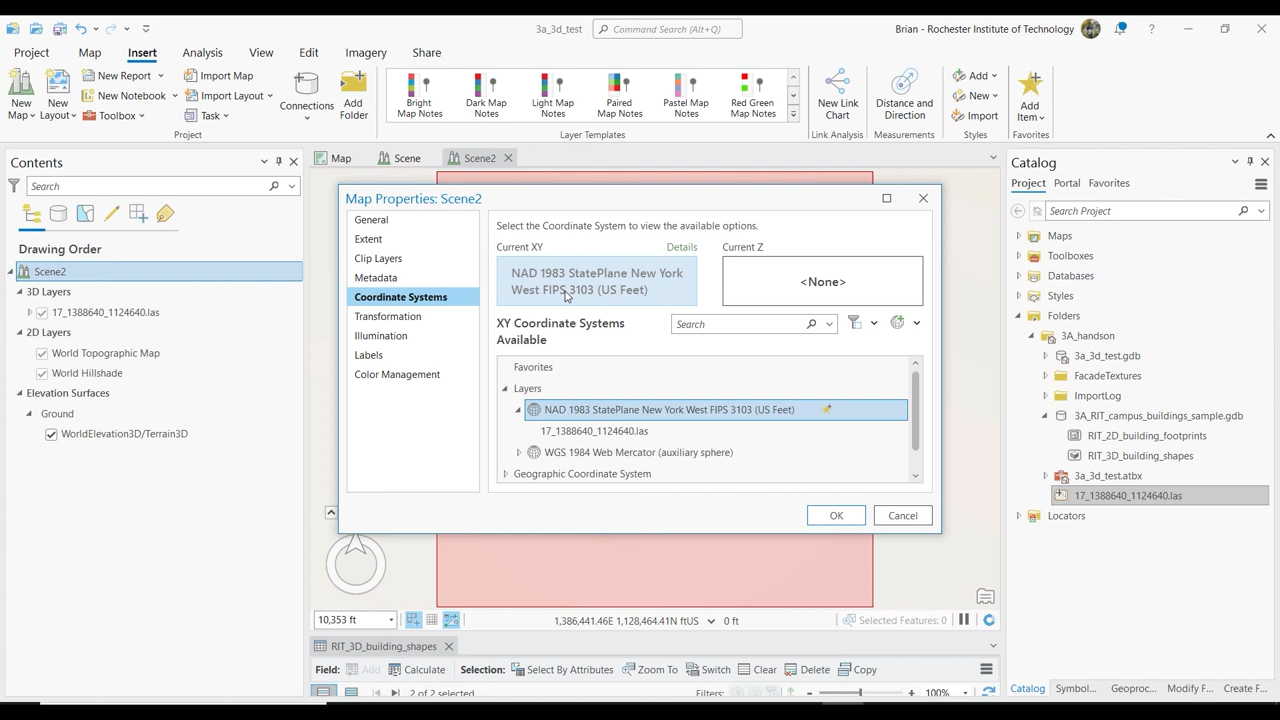 3a_3d_test
Command Search (Alt+Q)
Brian - Rochester Institute of Technology
?
Project
Map
Insert
Analysis
View
Edit
Imagery
Share
New Map
New Layout
New Report
New Notebook
Toolbox
Import Map
Import Layout
Task
Connections
Add Folder
Project
Bright Map Notes
Dark Map Notes
Light Map Notes
Paired Map Notes
Pastel Map Notes
Red Green Map Notes
Layer Templates
New Link Chart
Link Analysis
Distance and Direction
Measurements
Add
New
Import
Styles
Add Item
Favorites
Contents
Search
Drawing Order
Scene2
3D Layers
17_1388640_1124640.las
2D Layers
World Topographic Map
World Hillshade
Elevation Surfaces
Ground
WorldElevation3D/Terrain3D
Map
Scene
Scene2
Map Properties: Scene2
General
Extent
Clip Layers
Metadata
Coordinate Systems
Transformation
Illumination
Labels
Color Management
Select the Coordinate System to view the available options.
Current XY
Details
Current Z
NAD 1983 StatePlane New York
West FIPS 3103 (US Feet)
<None>
XY Coordinate Systems
Available
Search
Favorites
Layers
NAD 1983 StatePlane New York West FIPS 3103 (US Feet)
17_1388640_1124640.las
WGS 1984 Web Mercator (auxiliary sphere)
Geographic Coordinate System
OK
Cancel
10,353 ft
1,386,441.46E 1,128,464.41N ftUS
0 ft
Selected Features: 0
RIT_3D_building_shapes
Field:
Add
Calculate
Selection:
Select By Attributes
Zoom To
Switch
Clear
Delete
Copy
2 of 2 selected
Filters:
100%
Catalog
Project
Portal
Favorites
Search Project
Maps
Toolboxes
Databases
Styles
Folders
3A_handson
3a_3d_test.gdb
FacadeTextures
ImportLog
3A_RIT_campus_buildings_sample.gdb
RIT_2D_building_footprints
RIT_3D_building_shapes
3a_3d_test.atbx
17_1388640_1124640.las
Locators
Catalog
Symbol...
Geoproc...
Modify F...
Create F...